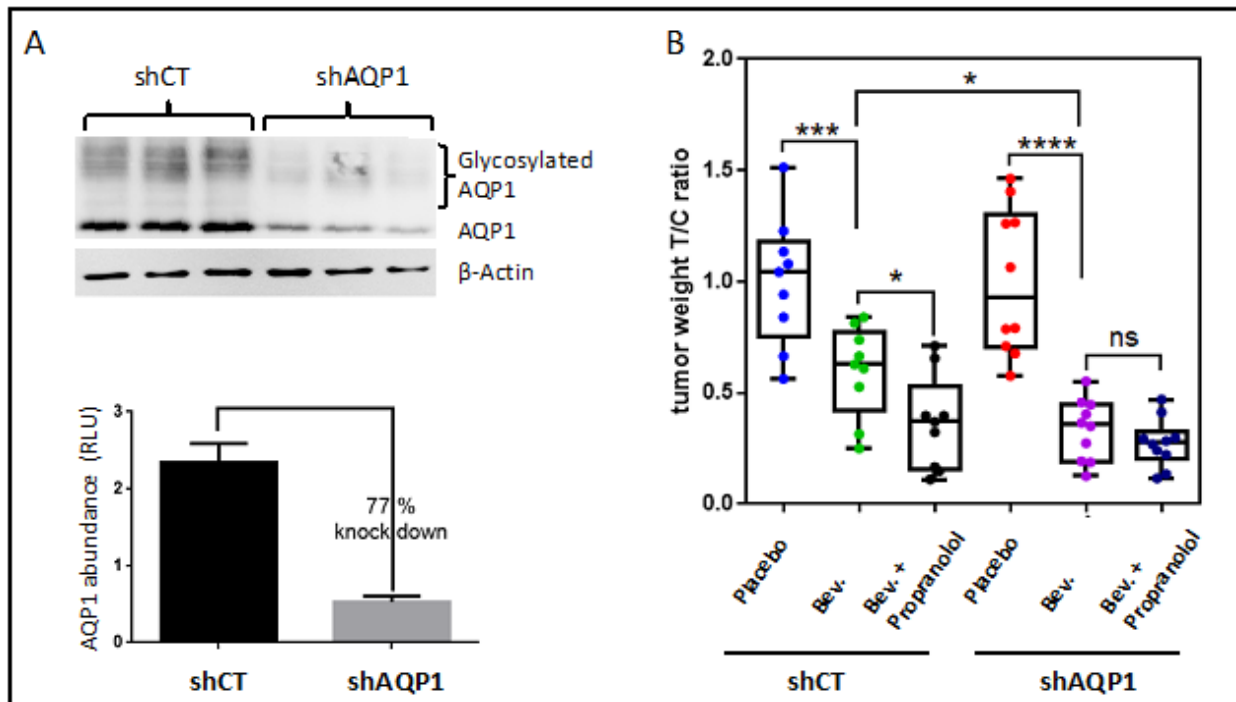 A
shCT
shAQP1
Glycosylated
AQP1
AQP1
β-Actin
AQP1 abundance (RLU)
3
2
1
0
77 %
knock down
shCT
shAQP1
B
tumor weight T/C ratio
2.0
1.5
1.0
0.5
0.0
*
***
****
*
ns
Placebo
Bev.-
Bev. +
Propranolol
Placebo
Bev.-
Bev. +
Propranolol
shCT
shAQP1